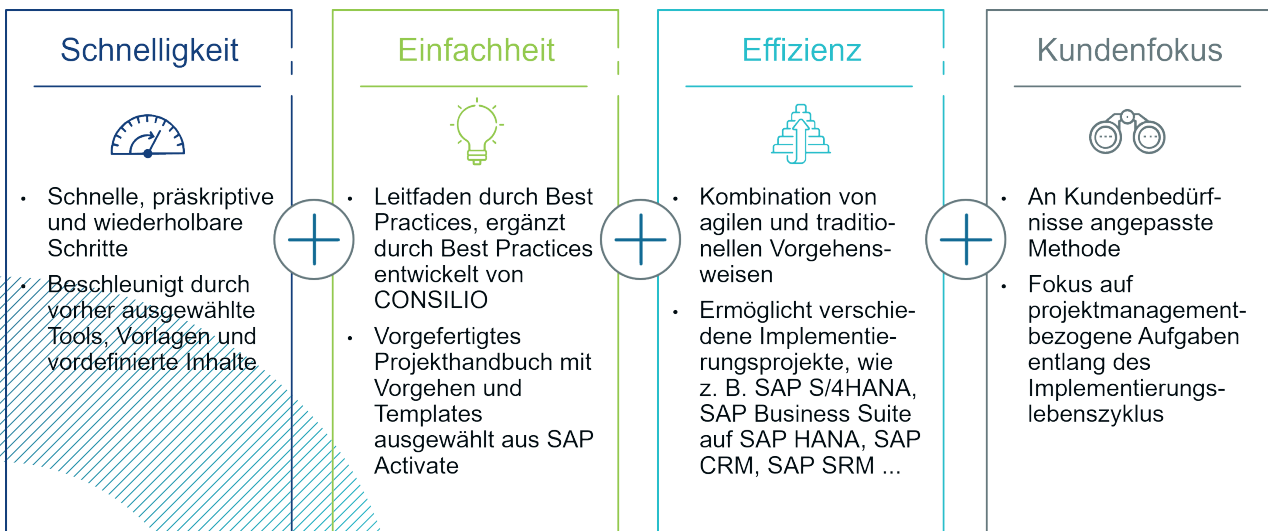 Schnelligkeit
• Schnelle, präskriptive
und wiederholbare
Schritte
• Beschleunigt durch
vorher ausgewählte
Tools, Vorlagen und
vordefinierte Inhalte
Einfachheit
• Leitfaden durch Best
Practices, ergänzt
durch Best Practices
entwickelt von
CONSILIO
• Vorgefertigtes
Projekthandbuch mit
Vorgehen und
Templates
ausgewählt aus SAP
Activate
Effizienz
• Kombination von
agilen und traditio-
nellen Vorgehens-
weisen
• Ermöglicht verschie-
dene Implementie-
rungsprojekte, wie
z. B. SAP S/4HANA,
SAP Business Suite
auf SAP HANA, SAP
CRM, SAP SRM ...
Kundenfokus
• An Kundenbedürf-
nisse angepasste
Methode
• Fokus auf
projektmanagement-
bezogene Aufgaben
entlang des
Implementierungs-
lebenszyklus